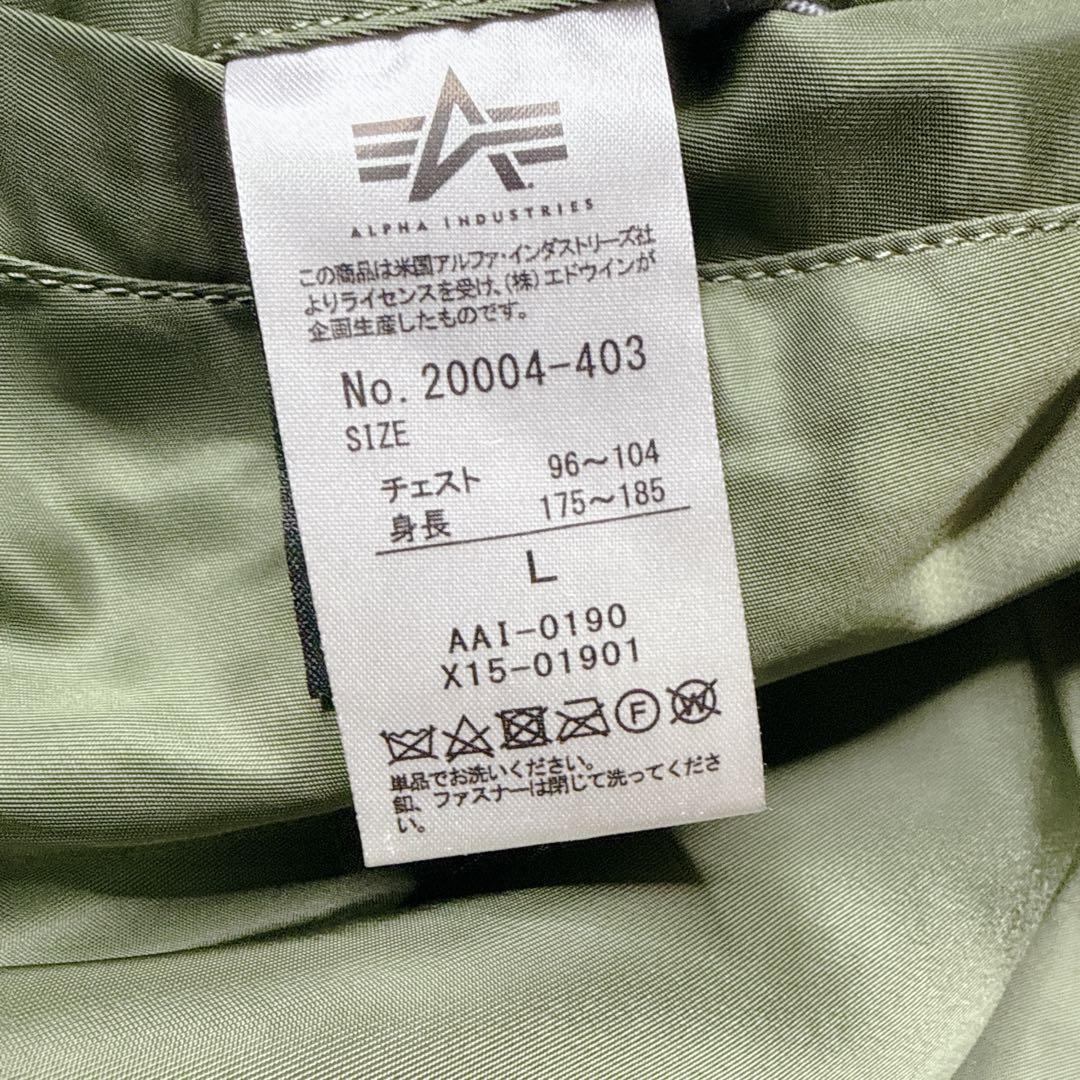 ALPHA INDUSTRIES
この商品は米国アルファ・インダストリーズ社
よりライセンスを受け、(株)エドウインが
企画生産したものです。
No. 20004-403
SIZE
チェスト 96～104
身長 175～185
L
AAI-0190
X15-01901
F W
単品でお洗いください。
釦、ファスナーは閉じて洗ってくださ
い。